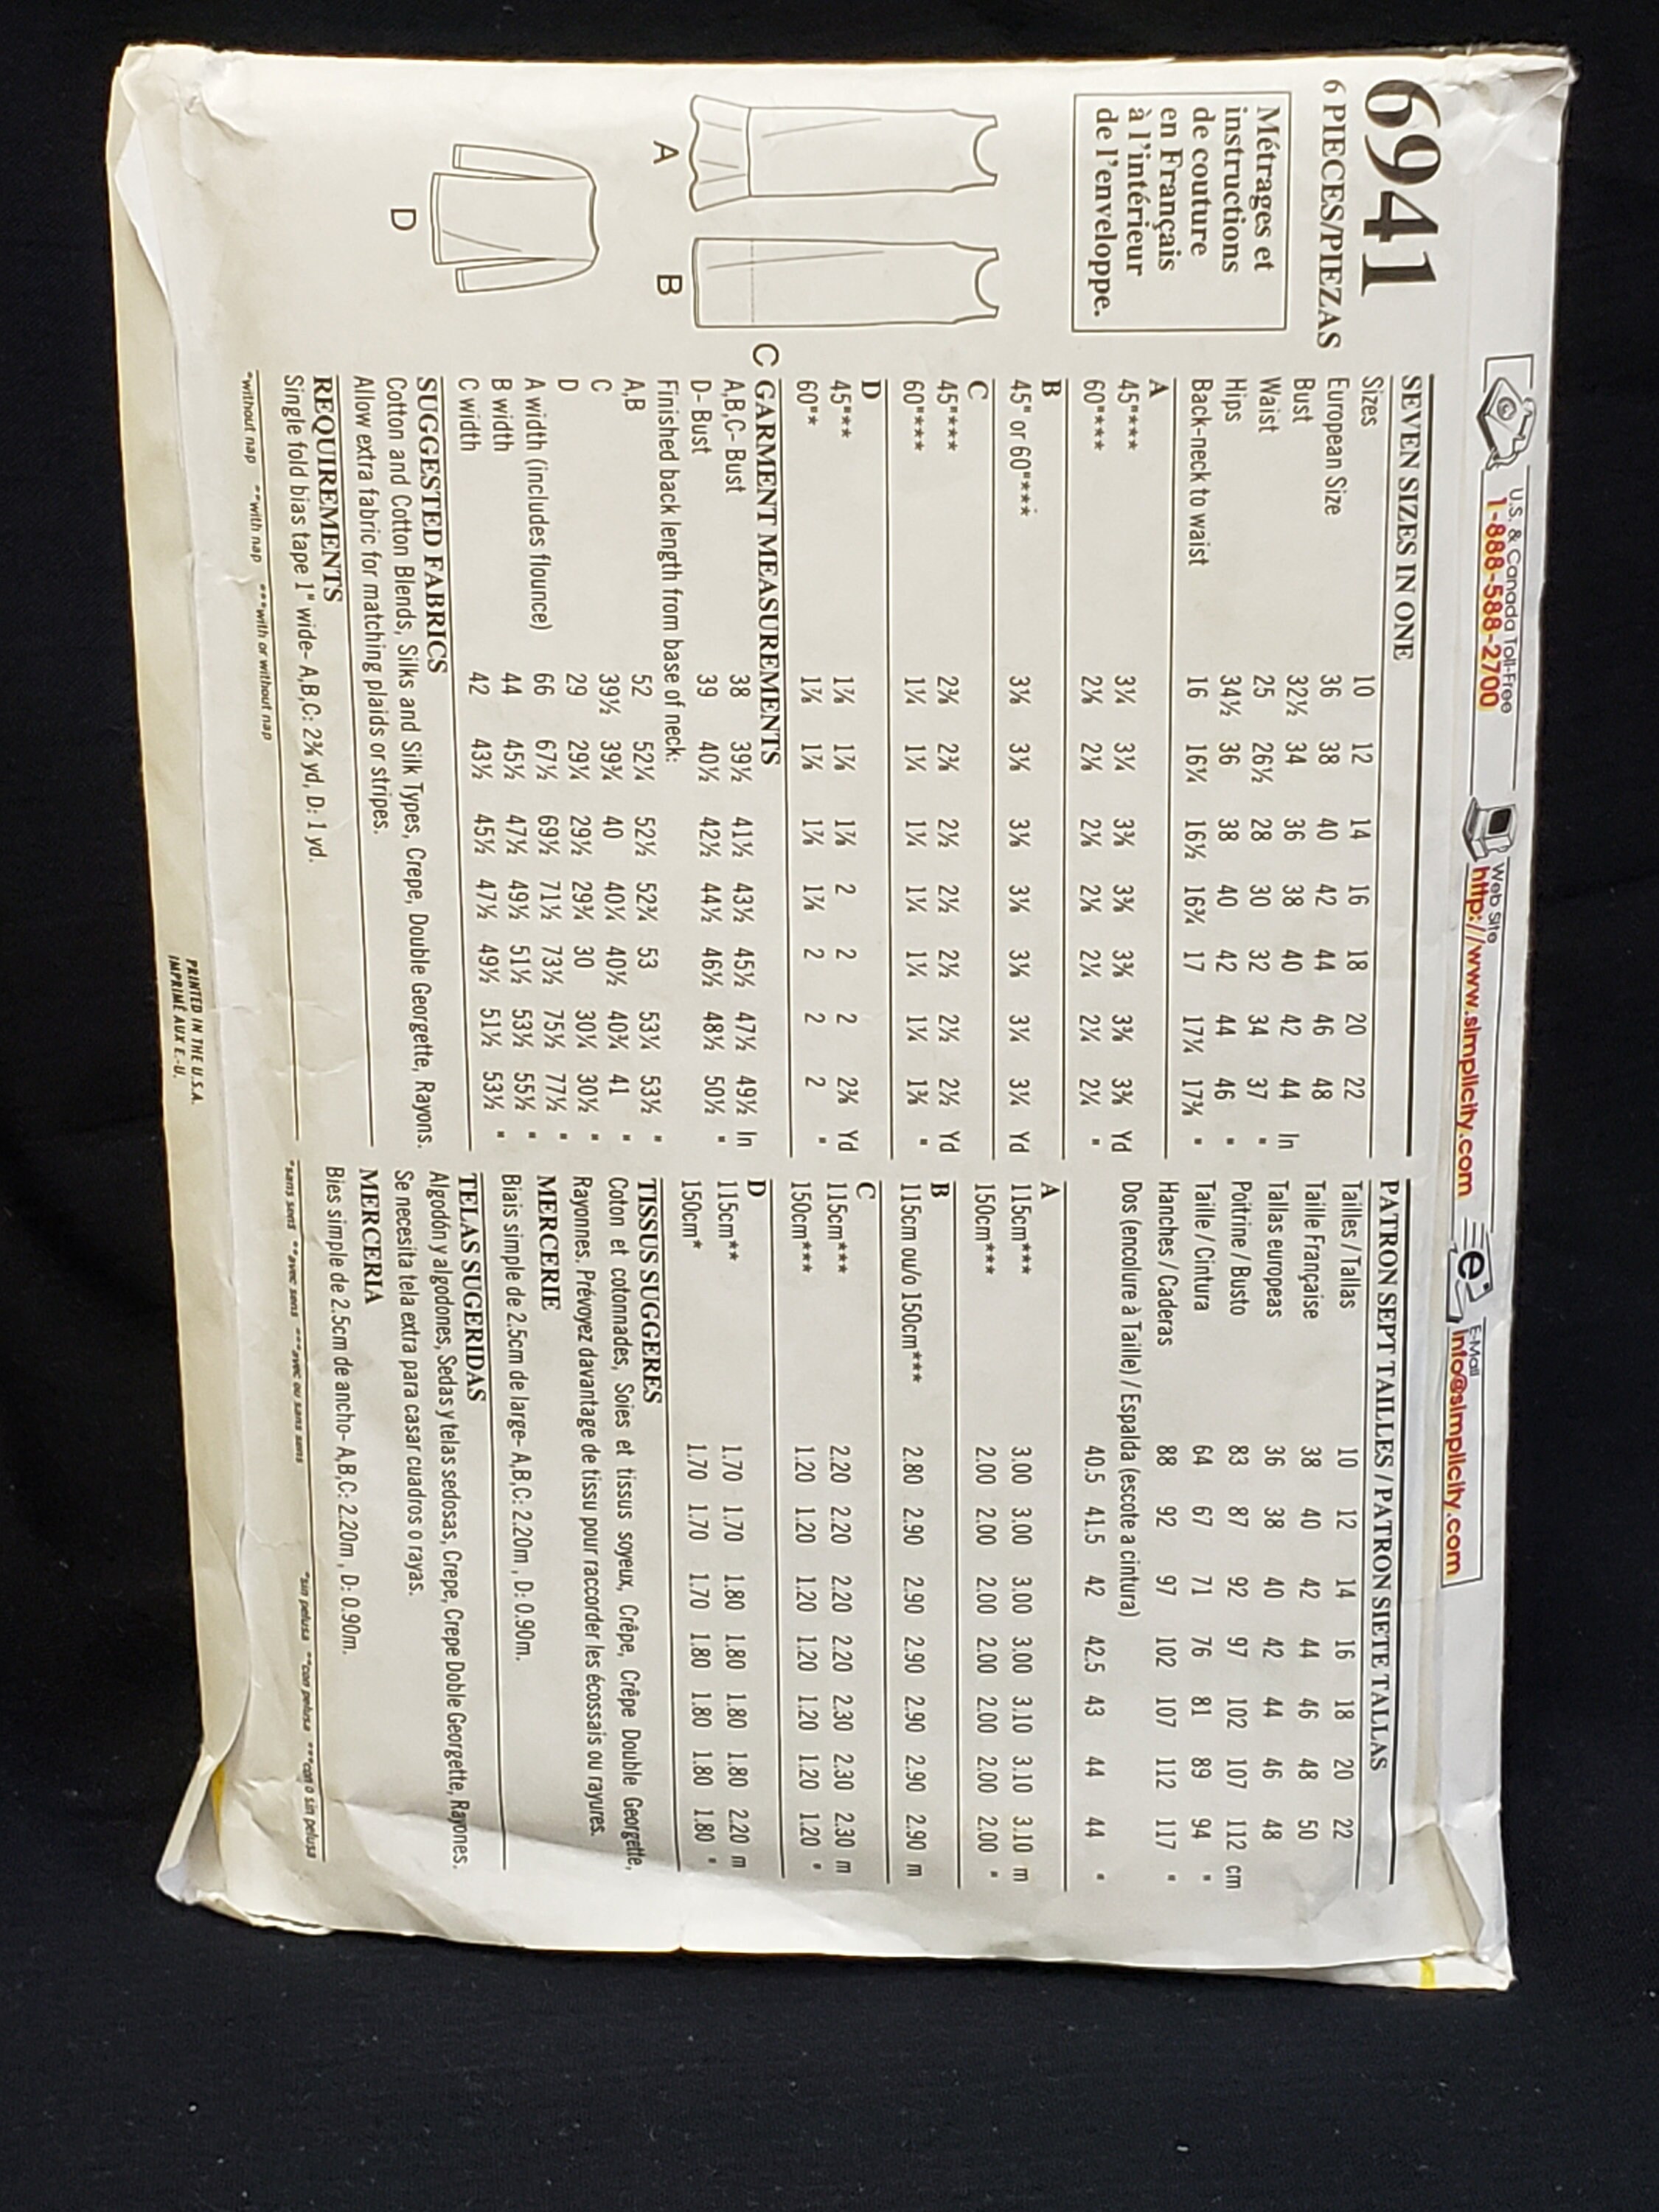 U.S. & Canada Toll-Free
1-888-588-2700
Web Site
http://www.simplicity.com
E-Mail
info@simplicity.com
6941
6 PIECES/PIEZAS
Métrages et
instructions
de couture
en Français
à l'intérieur
de l'enveloppe.
A
B
C
D
SEVEN SIZES IN ONE
Sizes 10 12 14 16 18 20 22
European Size 36 38 40 42 44 46 48
Bust 32½ 34 36 38 40 42 44 In
Waist 25 26½ 28 30 32 34 37 "
Hips 34½ 36 38 40 42 44 46 "
Back-neck to waist 16 16¼ 16½ 16¾ 17 17¼ 17⅜ "
A
45"*** 3¼ 3¼ 3⅜ 3⅜ 3⅜ 3⅜ 3⅜ Yd
60"*** 2⅛ 2⅛ 2⅛ 2⅛ 2¼ 2¼ 2¼ "
B
45" or 60"*** 3⅛ 3⅛ 3⅛ 3⅛ 3⅛ 3¼ 3¼ Yd
C
45"*** 2⅜ 2⅜ 2½ 2½ 2½ 2½ 2½ Yd
60"*** 1¼ 1¼ 1¼ 1¼ 1¼ 1¼ 1⅜ "
D
45"** 1⅞ 1⅞ 1⅞ 2 2 2 2⅜ Yd
60"* 1⅞ 1⅞ 1⅞ 1⅞ 2 2 2 "
GARMENT MEASUREMENTS
A,B,C- Bust 38 39½ 41½ 43½ 45½ 47½ 49½ In
D- Bust 39 40½ 42½ 44½ 46½ 48½ 50½ "
Finished back length from base of neck:
A,B 52 52¼ 52½ 52¾ 53 53¼ 53½ "
C 39½ 39¾ 40 40¼ 40½ 40¾ 41 "
D 29 29¼ 29½ 29¾ 30 30¼ 30½ "
A width (includes flounce) 66 67½ 69½ 71½ 73½ 75½ 77½ "
B width 44 45½ 47½ 49½ 51½ 53½ 55½ "
C width 42 43½ 45½ 47½ 49½ 51½ 53½ "
SUGGESTED FABRICS
Cotton and Cotton Blends, Silks and Silk Types, Crepe, Double Georgette, Rayons.
Allow extra fabric for matching plaids or stripes.
REQUIREMENTS
Single fold bias tape 1" wide- A,B,C: 2⅜ yd, D: 1 yd.
*without nap **with nap ***with or without nap
PATRON SEPT TAILLES / PATRON SIETE TALLAS
Tailles / Tallas 10 12 14 16 18 20 22
Taille Française 38 40 42 44 46 48 50
Tallas europeas 36 38 40 42 44 46 48
Poitrine / Busto 83 87 92 97 102 107 112 cm
Taille / Cintura 64 67 71 76 81 89 94 "
Hanches / Caderas 88 92 97 102 107 112 117 "
Dos (encolure à Taille) / Espalda (escote a cintura)
40.5 41.5 42 42.5 43 44 44 "
A
115cm*** 3.00 3.00 3.00 3.00 3.10 3.10 3.10 m
150cm*** 2.00 2.00 2.00 2.00 2.00 2.00 2.00 "
B
115cm ou/o 150cm*** 2.80 2.90 2.90 2.90 2.90 2.90 2.90 m
C
115cm*** 2.20 2.20 2.20 2.20 2.30 2.30 2.30 m
150cm*** 1.20 1.20 1.20 1.20 1.20 1.20 1.20 "
D
115cm** 1.70 1.70 1.80 1.80 1.80 1.80 2.20 m
150cm* 1.70 1.70 1.70 1.80 1.80 1.80 1.80 "
TISSUS SUGGERES
Coton et cotonnades, Soies et tissus soyeux, Crêpe, Crêpe Double Georgette,
Rayonnes. Prévoyez davantage de tissu pour raccorder les écossais ou rayures.
MERCERIE
Biais simple de 2.5cm de large- A,B,C: 2.20m , D: 0.90m.
TELAS SUGERIDAS
Algodón y algodones, Sedas y telas sedosas, Crepe, Crepe Doble Georgette, Rayones.
Se necesita tela extra para casar cuadros o rayas.
MERCERIA
Bies simple de 2.5cm de ancho- A,B,C: 2.20m , D: 0.90m.
*sans sens **avec sens ***avec ou sans sens *sin pelusa **con pelusa ***con o sin pelusa
PRINTED IN THE U.S.A.
IMPRIMÉ AUX E.-U.